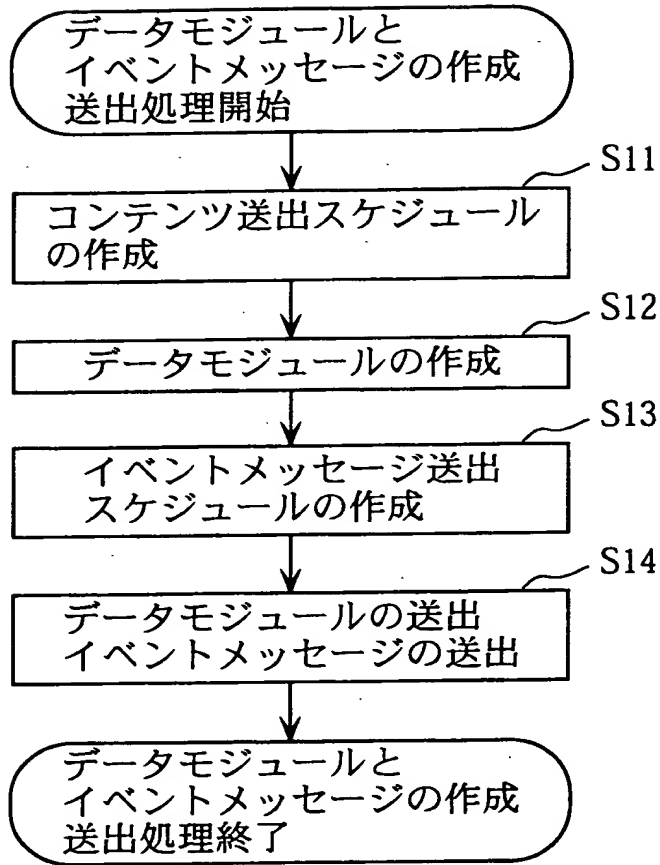 データモジュールと
イベントメッセージの作成
送出処理開始
S11
コンテンツ送出スケジュール
の作成
S12
データモジュールの作成
S13
イベントメッセージ送出
スケジュールの作成
S14
データモジュールの送出
イベントメッセージの送出
データモジュールと
イベントメッセージの作成
送出処理終了